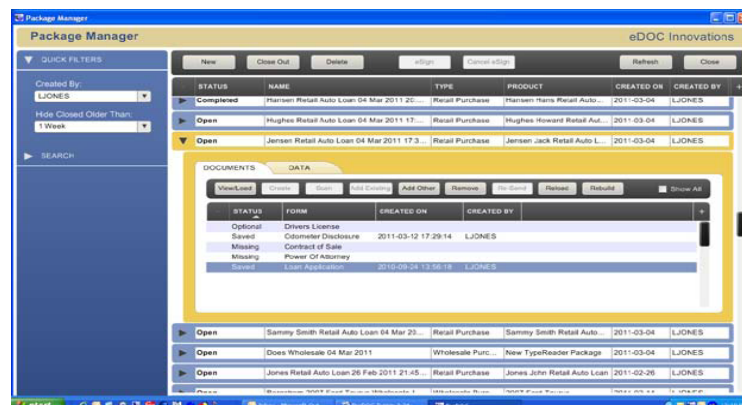 Package Manager
Package Manager eDOC Innovations
QUICK FILTERS
Created By:
LJONES
Hide Closed Older Than:
1 Week
SEARCH
New Close Out Delete eSign Cancel eSign Refresh Close
STATUS NAME TYPE PRODUCT CREATED ON CREATED BY +
Completed Hansen Retail Auto Loan 04 Mar 2011 20:... Retail Purchase Hansen Hans Retail Auto... 2011-03-04 LJONES
Open Hughes Retail Auto Loan 04 Mar 2011 17:... Retail Purchase Hughes Howard Retail Aut... 2011-03-04 LJONES
Open Jensen Retail Auto Loan 04 Mar 2011 17:3... Retail Purchase Jensen Jack Retail Auto L... 2011-03-04 LJONES
DOCUMENTS DATA
View/Load Create Scan Add Existing Add Other Remove Re-Send Reload Rebuild Show All
STATUS FORM CREATED ON CREATED BY +
Optional Drivers License
Saved Odometer Disclosure 2011-03-12 17:29:14 LJONES
Missing Contract of Sale
Missing Power Of Attorney
Saved Loan Application 2010-09-24 13:56:18 LJONES
Open Sammy Smith Retail Auto Loan 04 Mar 20... Retail Purchase Sammy Smith Retail Auto... 2011-03-04 LJONES
Open Does Wholesale 04 Mar 2011 Wholesale Purc... New TypeReader Package 2011-03-04 LJONES
Open Jones Retail Auto Loan 26 Feb 2011 21:45... Retail Purchase Jones John Retail Auto Loan 2011-02-26 LJONES
start